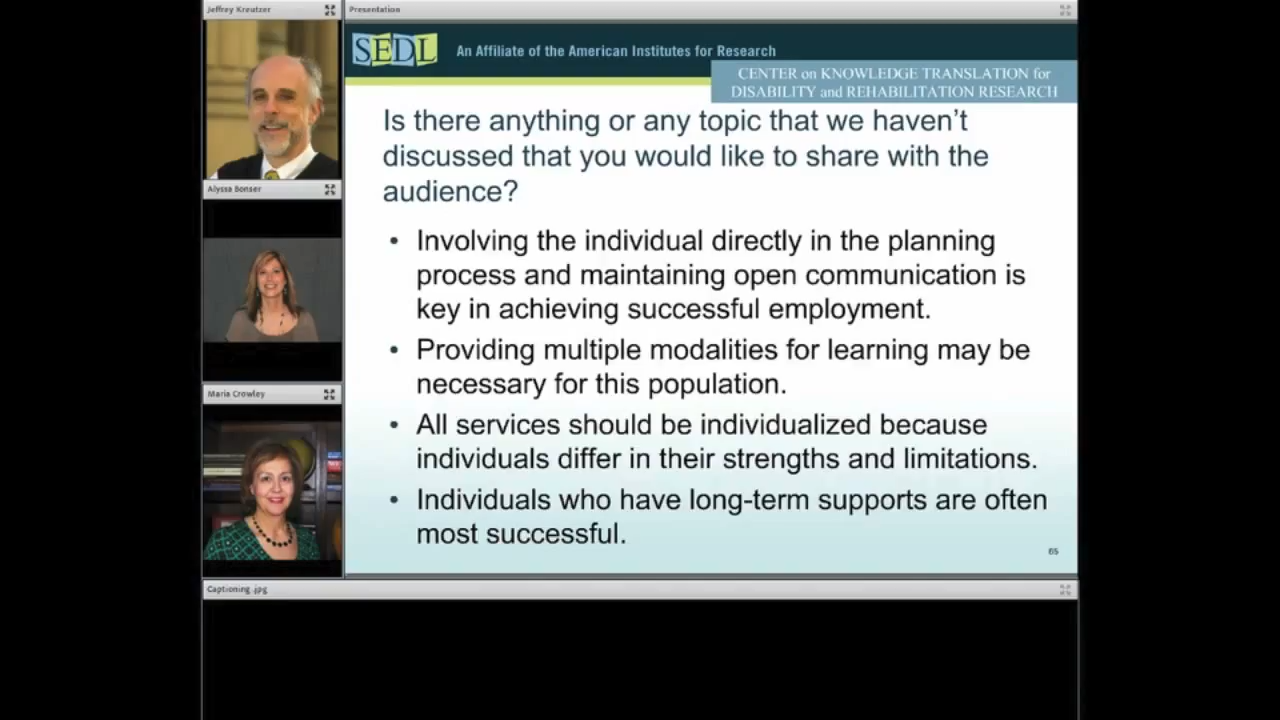 Jeffrey Kreutzer
Presentation
SEDL
An Affiliate of the American Institutes for Research
CENTER on KNOWLEDGE TRANSLATION for
DISABILITY and REHABILITATION RESEARCH
Is there anything or any topic that we haven't
discussed that you would like to share with the
audience?
• Involving the individual directly in the planning
process and maintaining open communication is
key in achieving successful employment.
• Providing multiple modalities for learning may be
necessary for this population.
• All services should be individualized because
individuals differ in their strengths and limitations.
• Individuals who have long-term supports are often
most successful.
65
Alyssa Bonser
Maria Crowley
Captioning .jpg